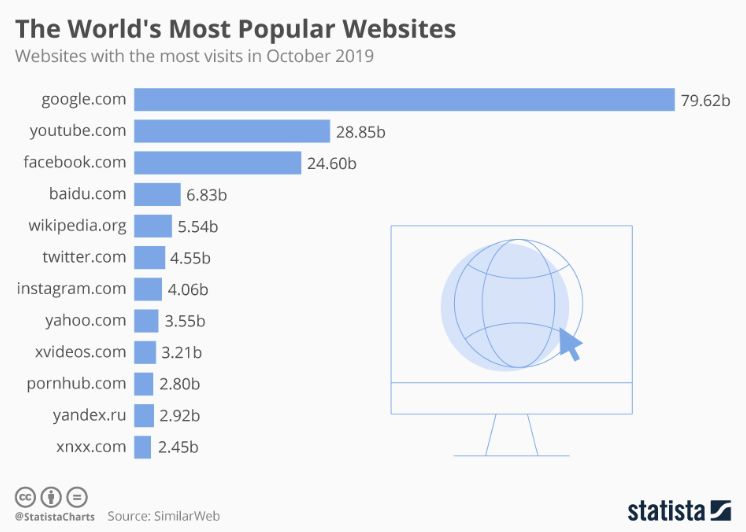 The World's Most Popular Websites
Websites with the most visits in October 2019
google.com 79.62b
youtube.com 28.85b
facebook.com 24.60b
baidu.com 6.83b
wikipedia.org 5.54b
twitter.com 4.55b
instagram.com 4.06b
yahoo.com 3.55b
xvideos.com 3.21b
pornhub.com 2.80b
yandex.ru 2.92b
xnxx.com 2.45b
cc
@StatistaCharts Source: SimilarWeb
statista